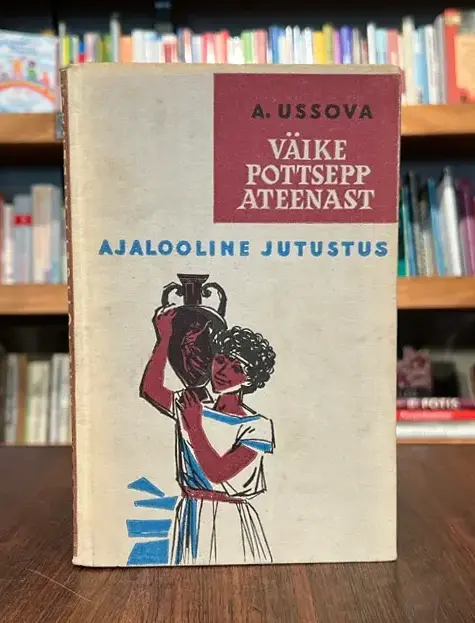 A. USSOVA
VÄIKE
POTTSEPP
ATEENAST
AJALOOLINE JUTUSTUS